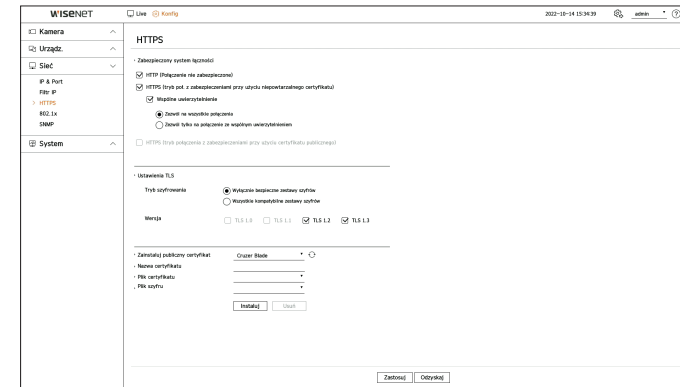 WISENET
Live Konfig
2022-10-14 15:34:39 admin ?
Kamera
Urządz.
Sieć
IP & Port
Filtr IP
> HTTPS
802.1x
SNMP
System
HTTPS
Zabezpieczony system łączności
HTTP (Połączenie nie zabezpieczone)
HTTPS (tryb poł. z zabezpieczeniami przy użyciu niepowtarzalnego certyfikatu)
Wspólne uwierzytelnienie
Zezwól na wszystkie połączenia
Zezwól tylko na połączenie ze wspólnym uwierzytelnieniem
HTTPS (tryb połączenia z zabezpieczeniami przy użyciu certyfikatu publicznego)
Ustawienia TLS
Tryb szyfrowania
Wyłącznie bezpieczne zestawy szyfrów
Wszystkie kompatybilne zestawy szyfrów
Wersja
TLS 1.0 TLS 1.1 TLS 1.2 TLS 1.3
Zainstaluj publiczny certyfikat Cruzer Blade
Nazwa certyfikatu
Plik certyfikatu
Plik szyfru
Instaluj Usuń
Zastosuj Odzyskaj